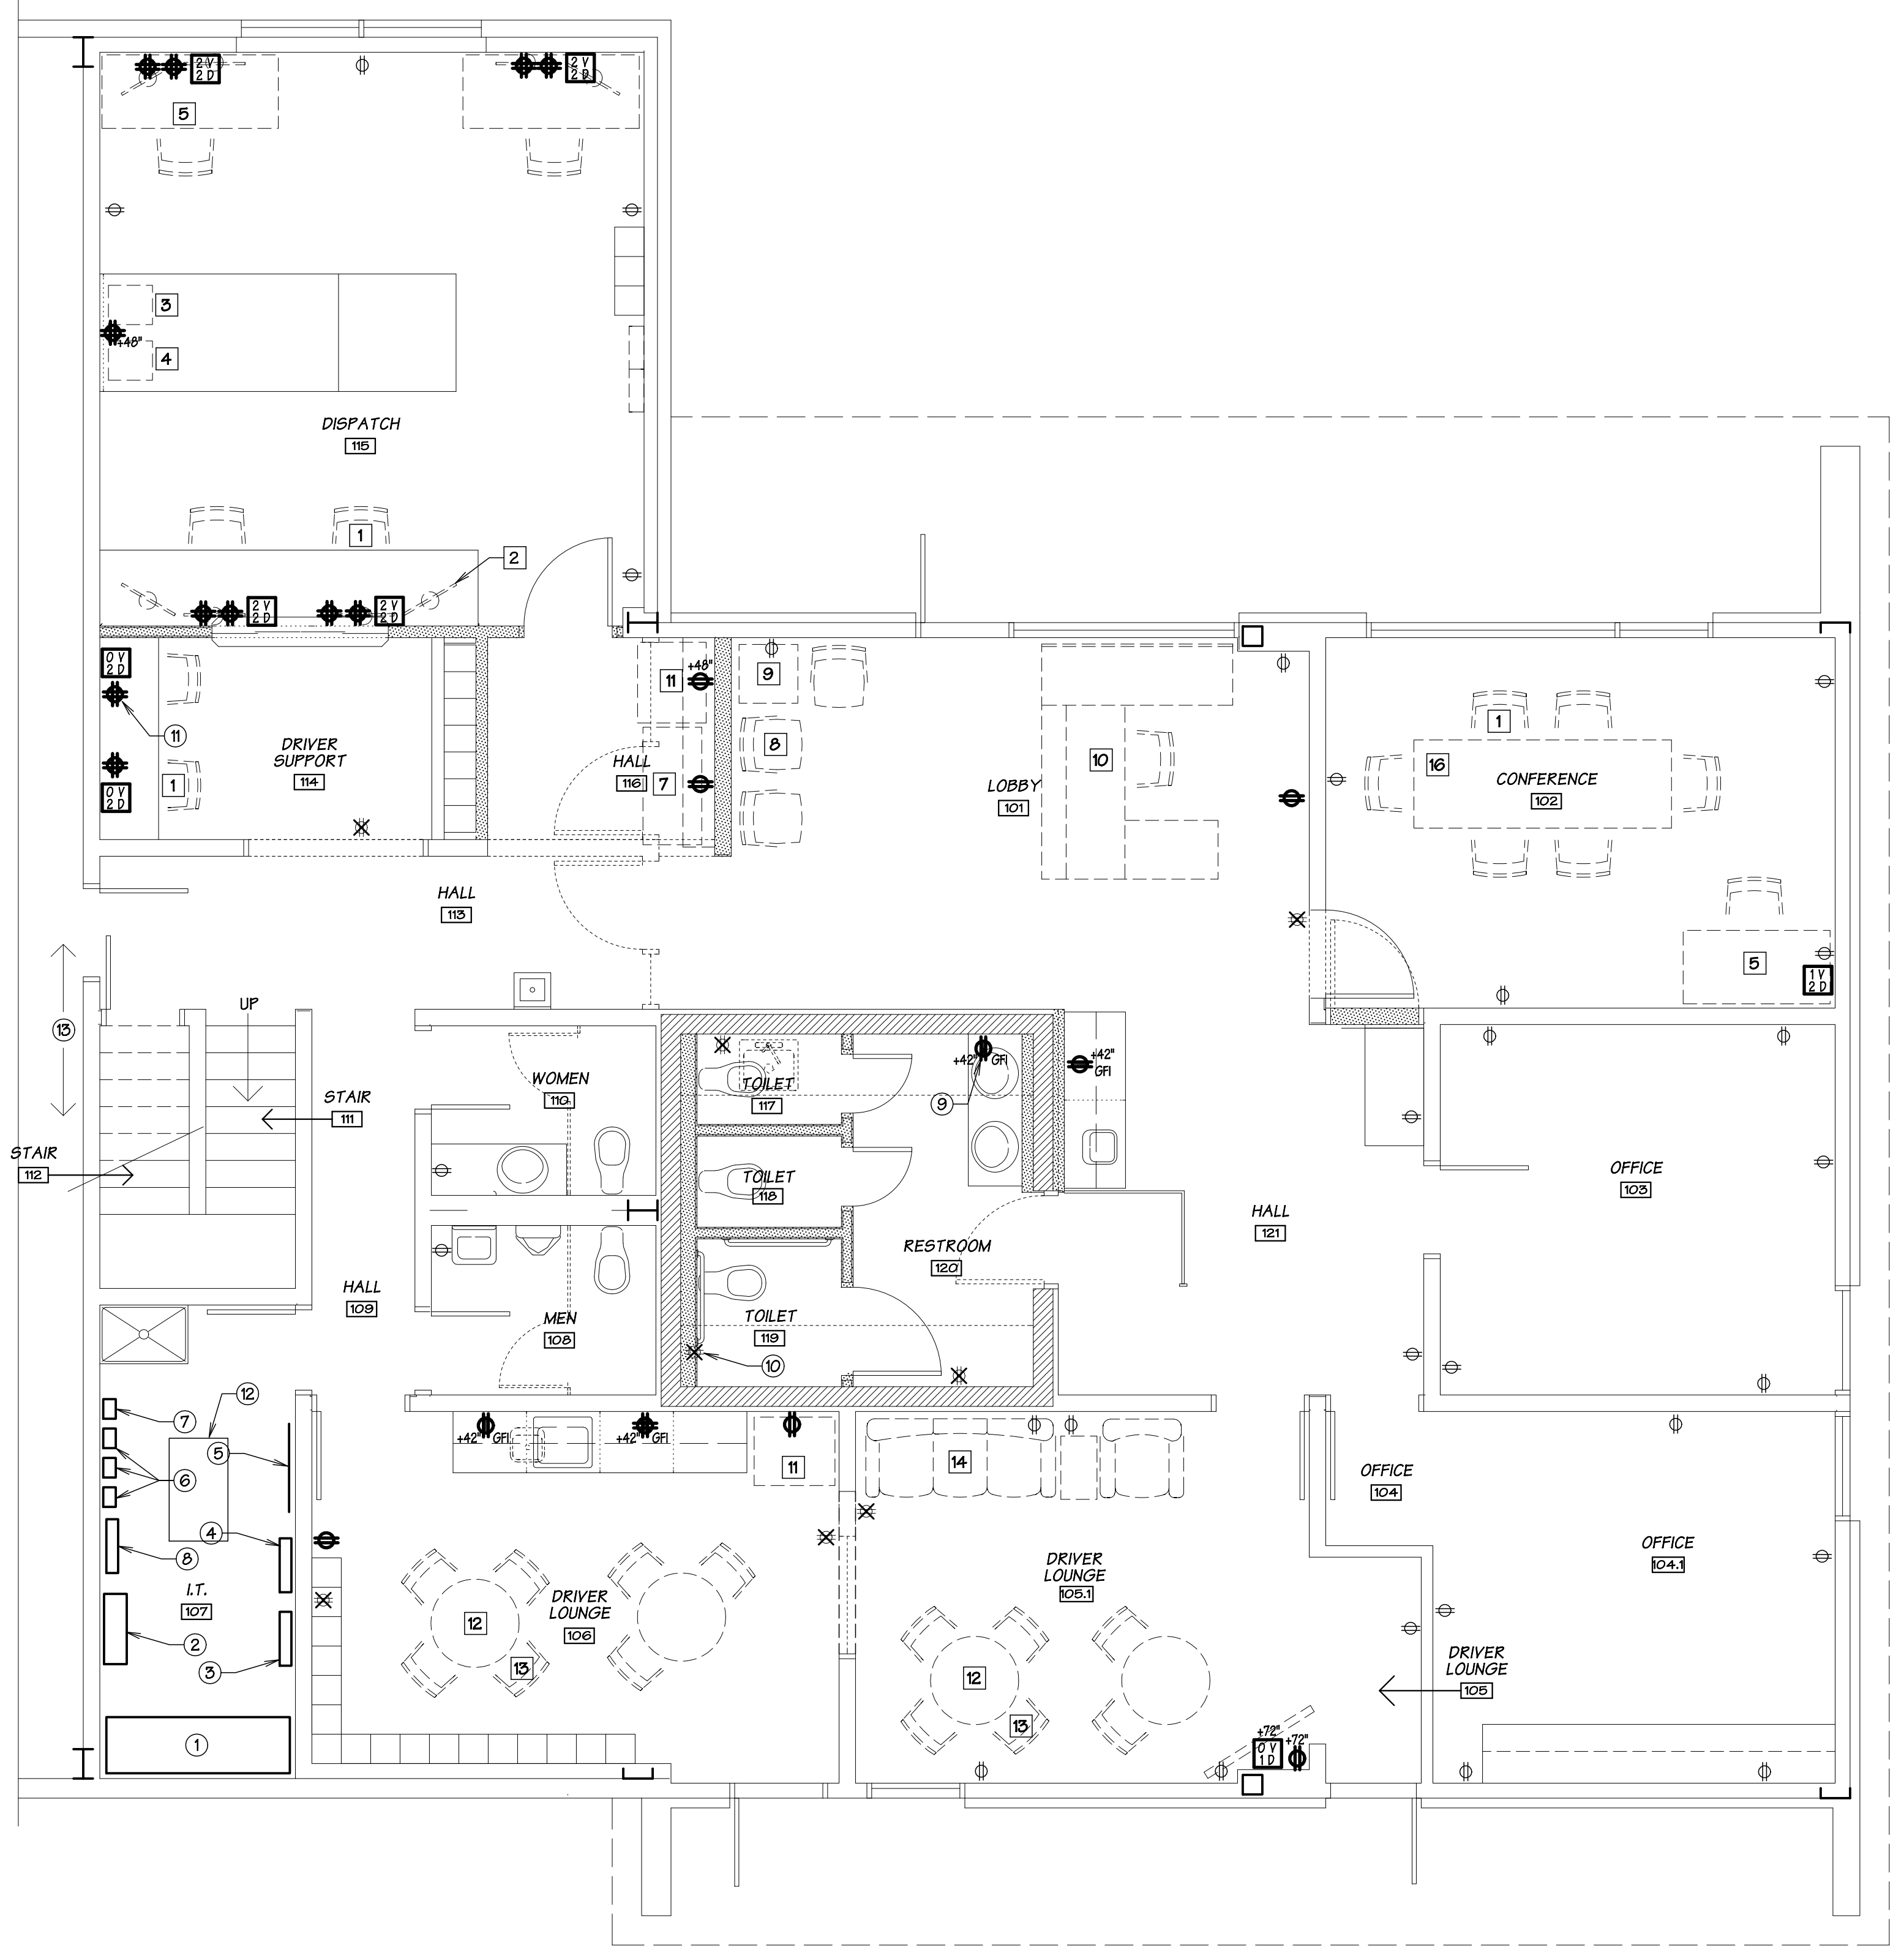 2 V
2 D
2 V
2 D
5
3
+48"
4
DISPATCH
115
1
2
2 V
2 D
2 V
2 D
0 V
2 D
11
DRIVER
SUPPORT
114
1
0 V
2 D
11
+48"
HALL
116
7
9
8
LOBBY
101
10
1
16
CONFERENCE
102
5
1 V
2 D
HALL
113
13
UP
STAIR
111
STAIR
112
WOMEN
110
TOILET
117
+42"
GFI
9
+42"
GFI
TOILET
118
OFFICE
103
HALL
121
RESTROOM
120
HALL
109
MEN
108
TOILET
119
10
12
7
5
6
4
8
I.T.
107
2
3
1
+42"
GFI
+42"
GFI
11
14
OFFICE
104
DRIVER
LOUNGE
106
12
13
DRIVER
LOUNGE
105.1
12
13
OFFICE
104.1
DRIVER
LOUNGE
105
+72"
0 V
1 D
+72"